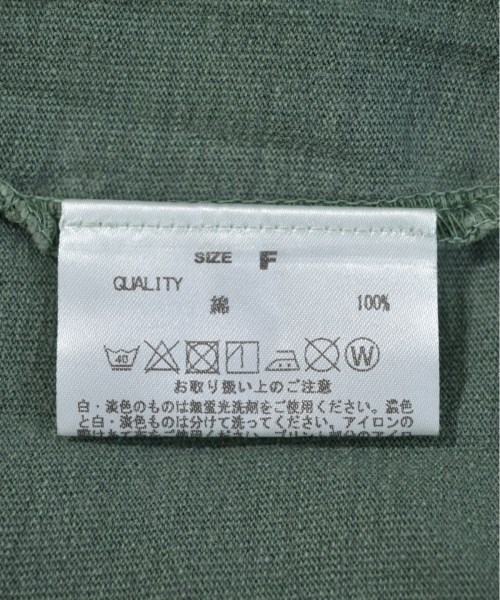 SIZE F
QUALITY
綿 100%
40 W
お取り扱い上のご注意
白・淡色のものは無蛍光洗剤をご使用ください。濃色
と白・淡色ものは分けて洗ってください。アイロンの